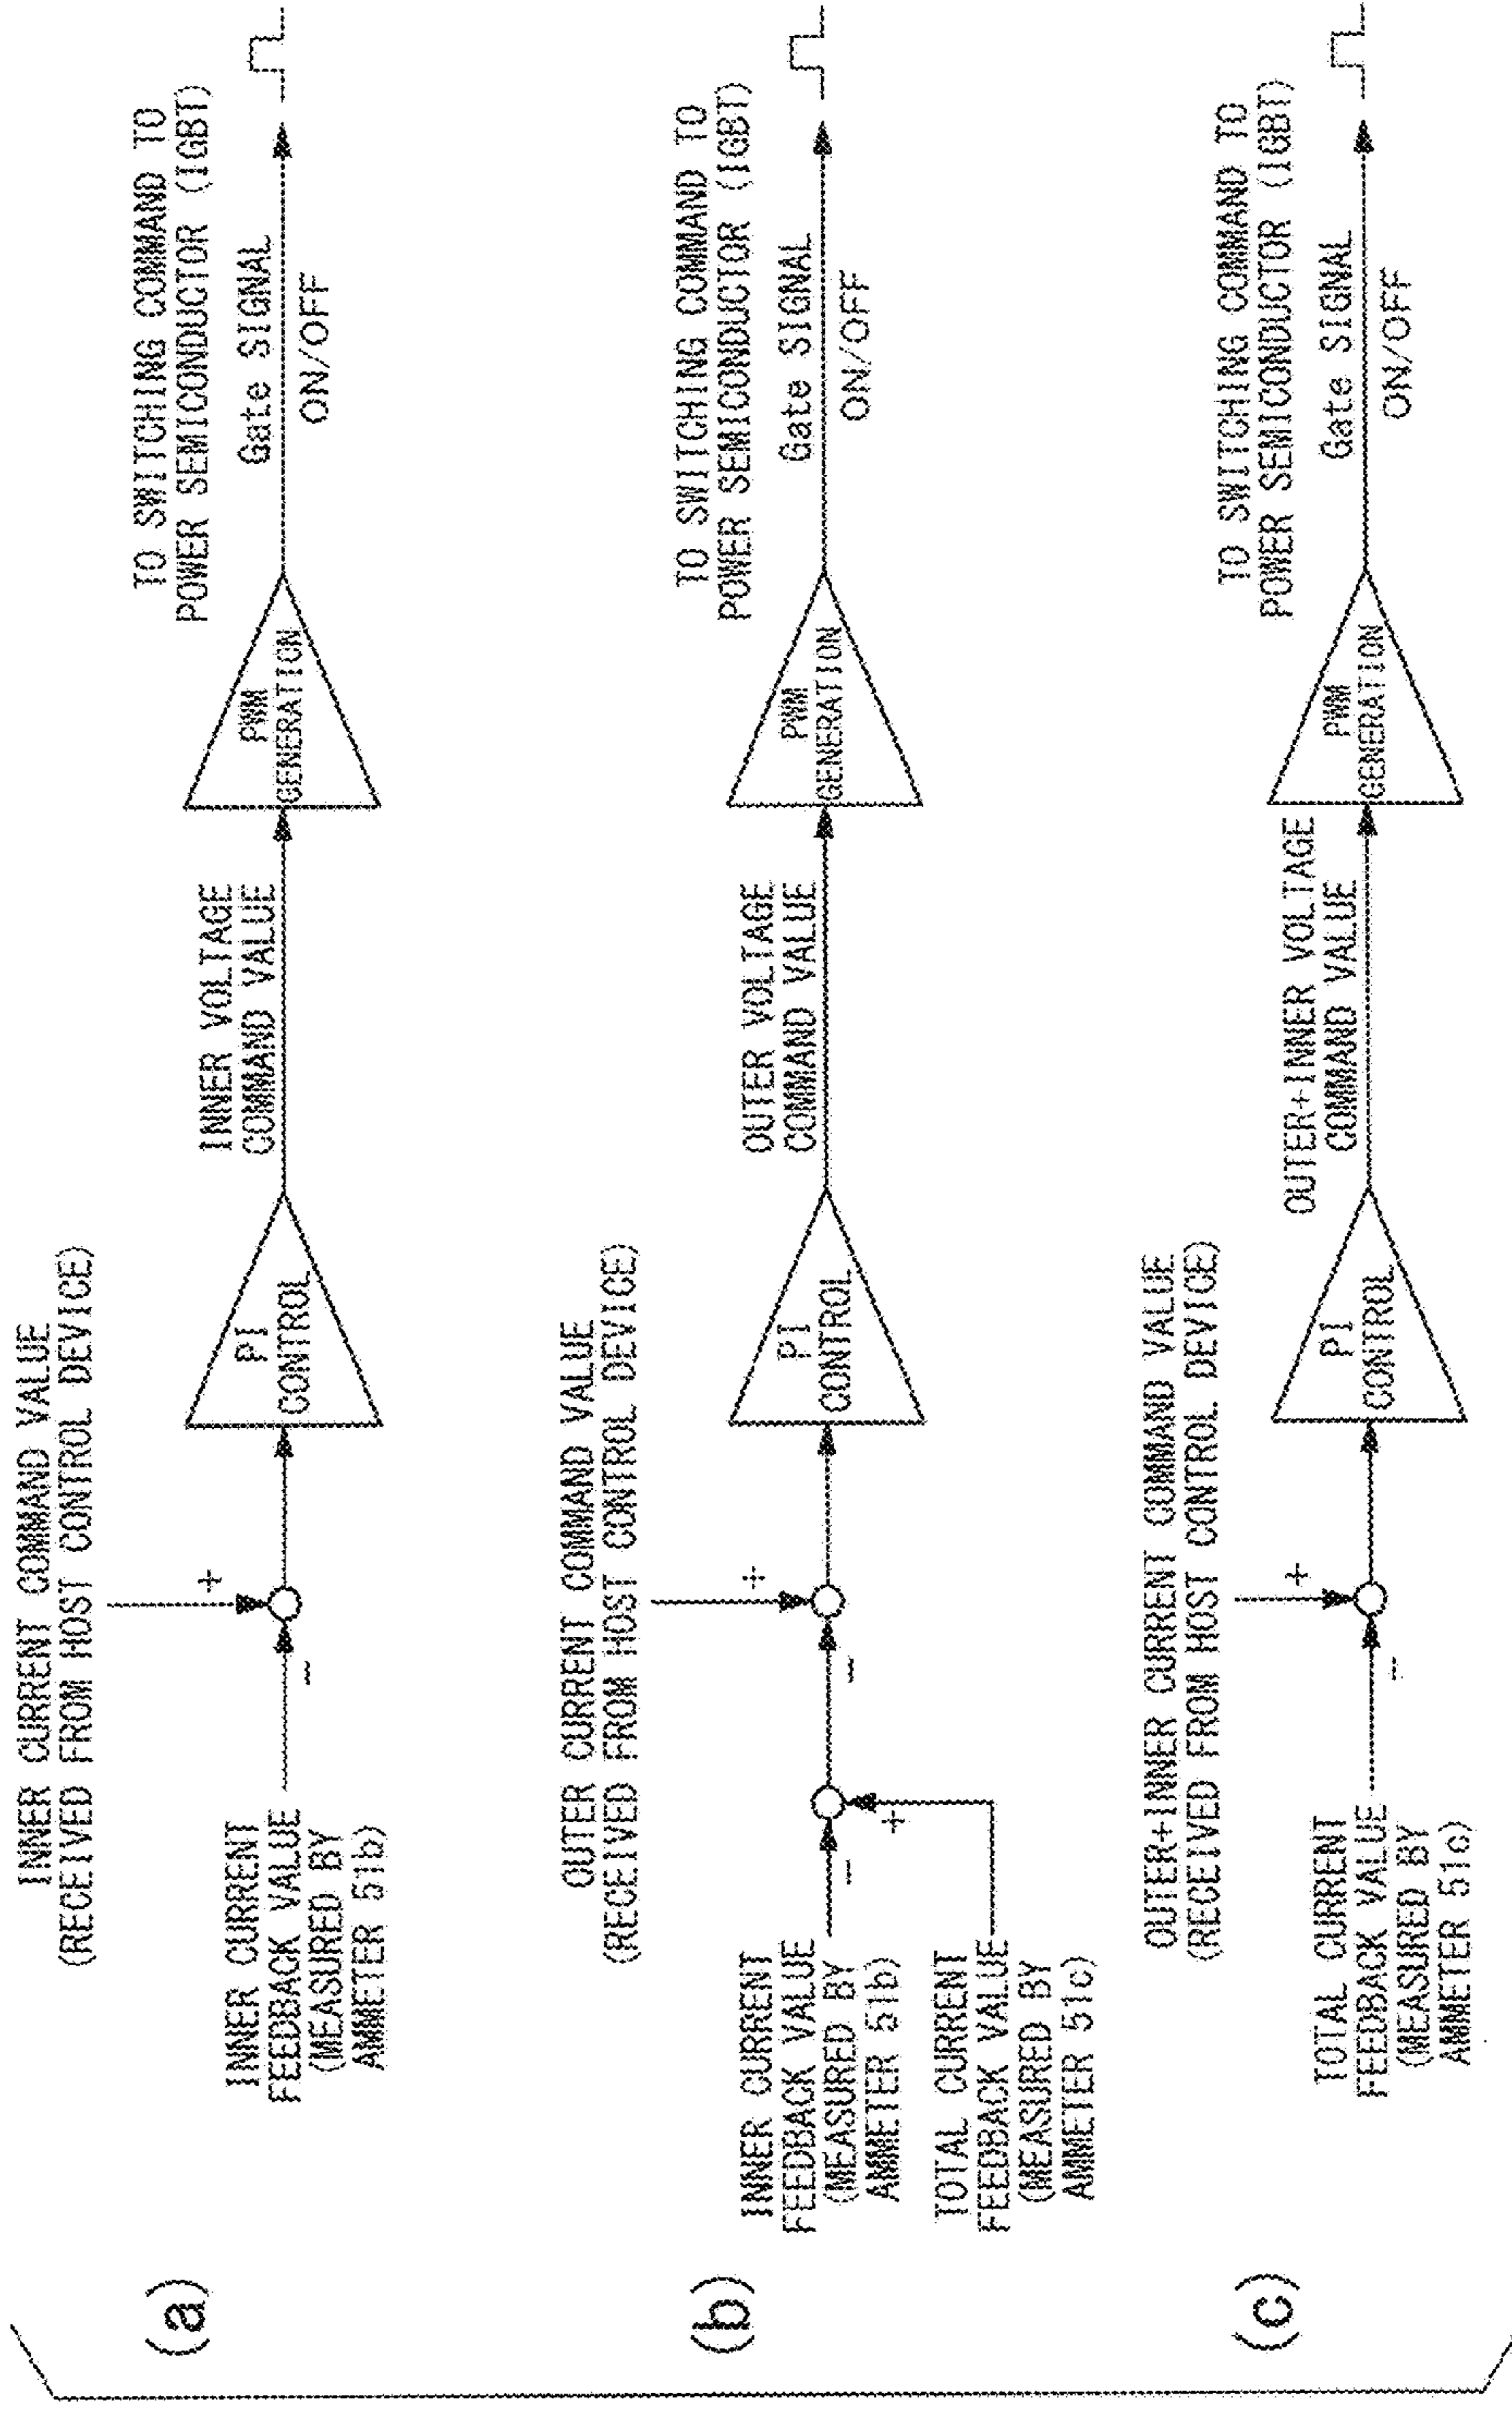 (a)
INNER CURRENT COMMAND VALUE
(RECEIVED FROM HOST CONTROL DEVICE)
INNER CURRENT
FEEDBACK VALUE
(MEASURED BY
AMMETER 51b)
+
−
PI
CONTROL
INNER VOLTAGE
COMMAND VALUE
PWM
GENERATION
TO SWITCHING COMMAND TO
POWER SEMICONDUCTOR (IGBT)
Gate SIGNAL
ON/OFF
(b)
OUTER CURRENT COMMAND VALUE
(RECEIVED FROM HOST CONTROL DEVICE)
INNER CURRENT
FEEDBACK VALUE
(MEASURED BY
AMMETER 51b)
TOTAL CURRENT
FEEDBACK VALUE
(MEASURED BY
AMMETER 51c)
−
+
+
−
PI
CONTROL
OUTER VOLTAGE
COMMAND VALUE
PWM
GENERATION
TO SWITCHING COMMAND TO
POWER SEMICONDUCTOR (IGBT)
Gate SIGNAL
ON/OFF
(c)
OUTER+INNER CURRENT COMMAND VALUE
(RECEIVED FROM HOST CONTROL DEVICE)
TOTAL CURRENT
FEEDBACK VALUE
(MEASURED BY
AMMETER 51c)
+
−
PI
CONTROL
OUTER+INNER VOLTAGE
COMMAND VALUE
PWM
GENERATION
TO SWITCHING COMMAND TO
POWER SEMICONDUCTOR (IGBT)
Gate SIGNAL
ON/OFF